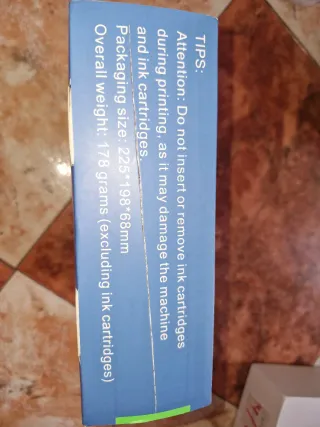 TIPS:
Attention: Do not insert or remove ink cartridges
during printing, as it may damage the machine
and ink cartridges.
Packaging size: 225*198*68mm
Overall weight: 178 grams (excluding ink cartridges)